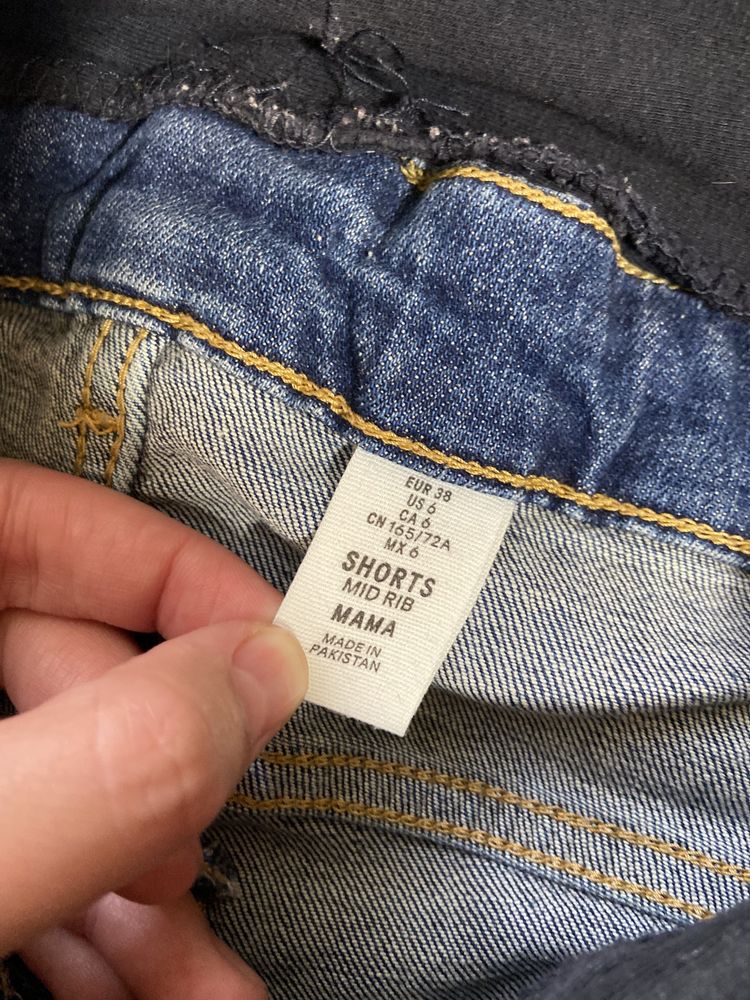 EUR 38
US 6
CA 6
CN 165/72A
MX 6
SHORTS
MID RIB
MAMA
MADE IN
PAKISTAN